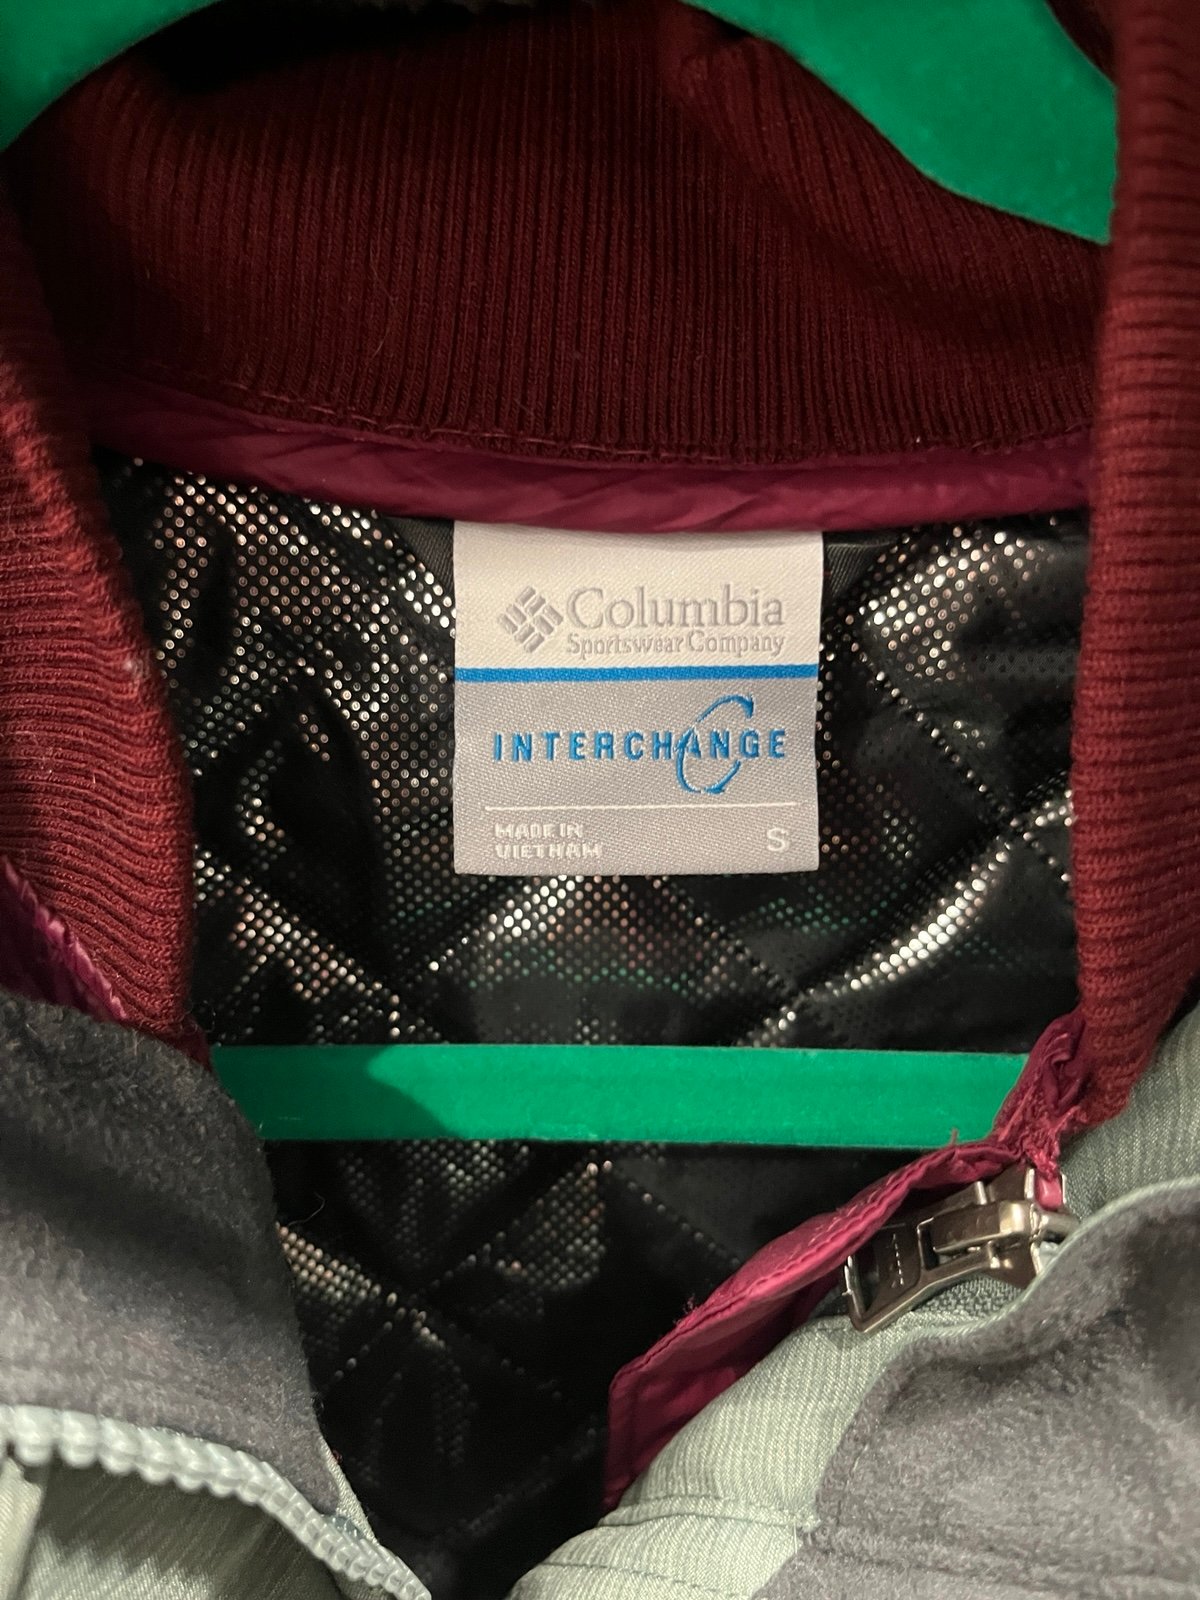 Columbia
Sportswear Company
INTERCHANGE
MADE IN
VIETNAM
S